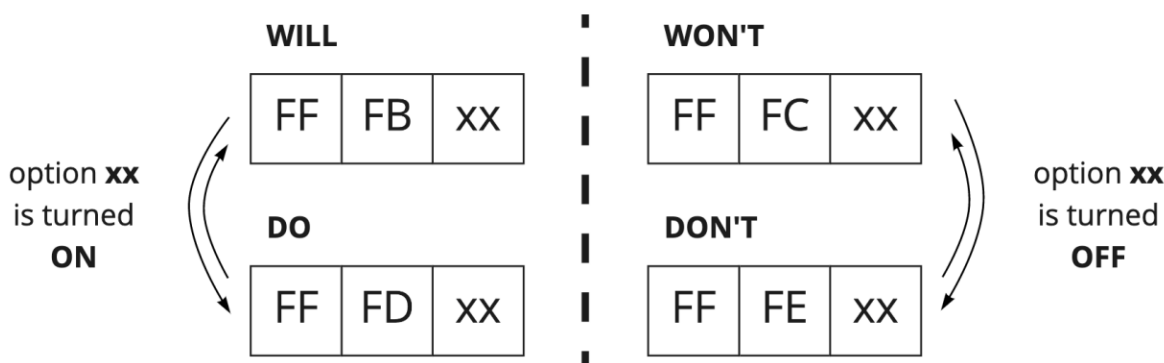 WILL
FF FB xx
option xx
is turned
ON
DO
FF FD xx
WON'T
FF FC xx
option xx
is turned
OFF
DON'T
FF FE xx